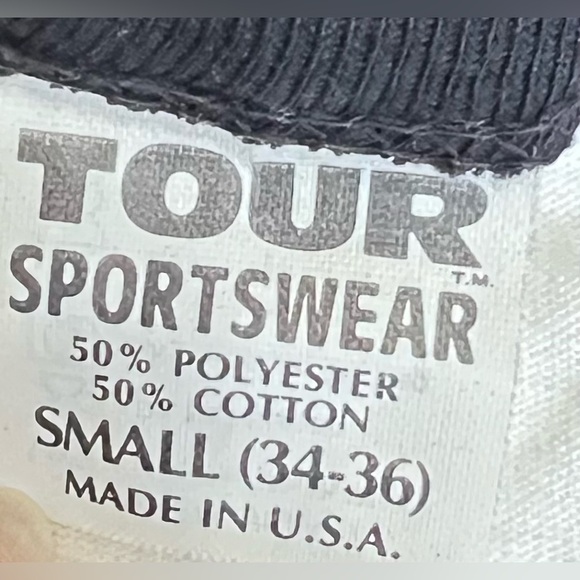 TOUR
T.M.
SPORTSWEAR
50% POLYESTER
50% COTTON
SMALL (34-36)
MADE IN U.S.A.